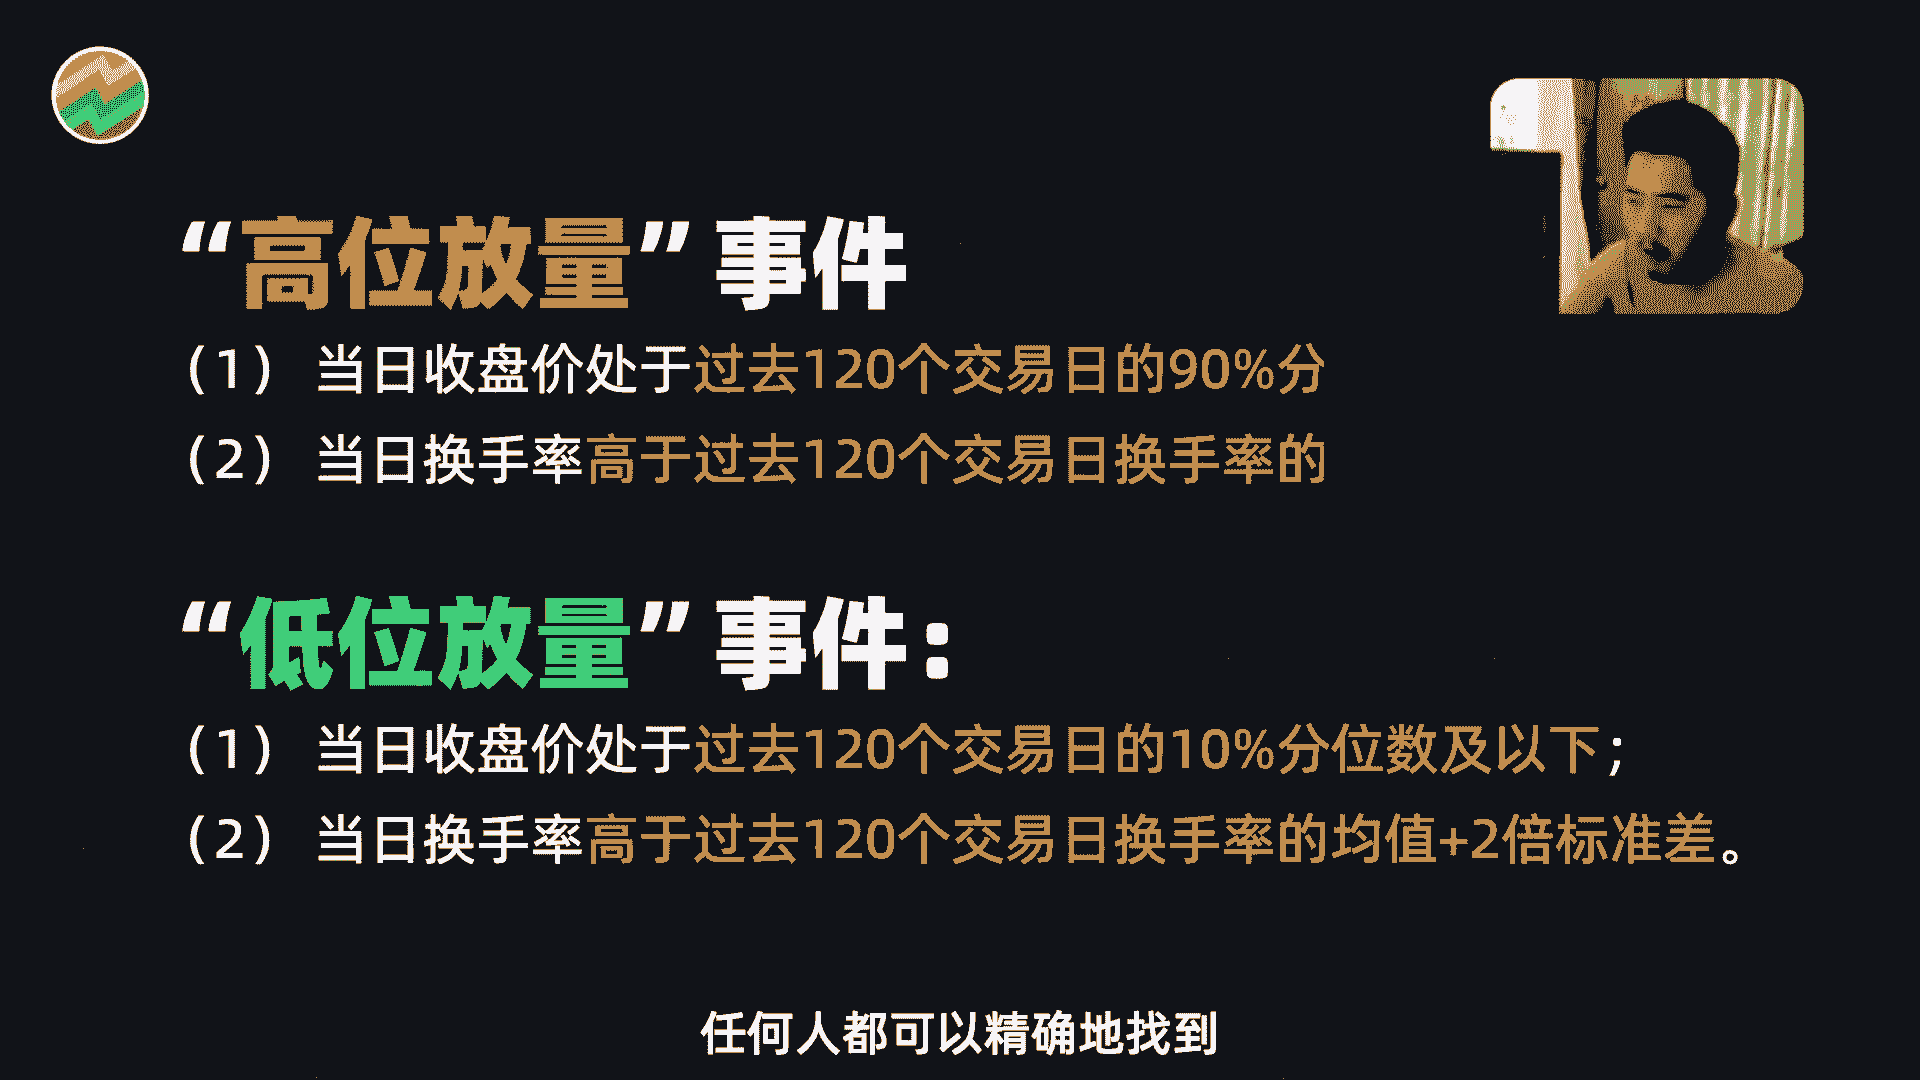 “高位放量”事件
（1） 当日收盘价处于过去120个交易日的90%分
（2） 当日换手率高于过去120个交易日换手率的
“低位放量”事件：
（1） 当日收盘价处于过去120个交易日的10%分位数及以下；
（2） 当日换手率高于过去120个交易日换手率的均值+2倍标准差。
任何人都可以精确地找到